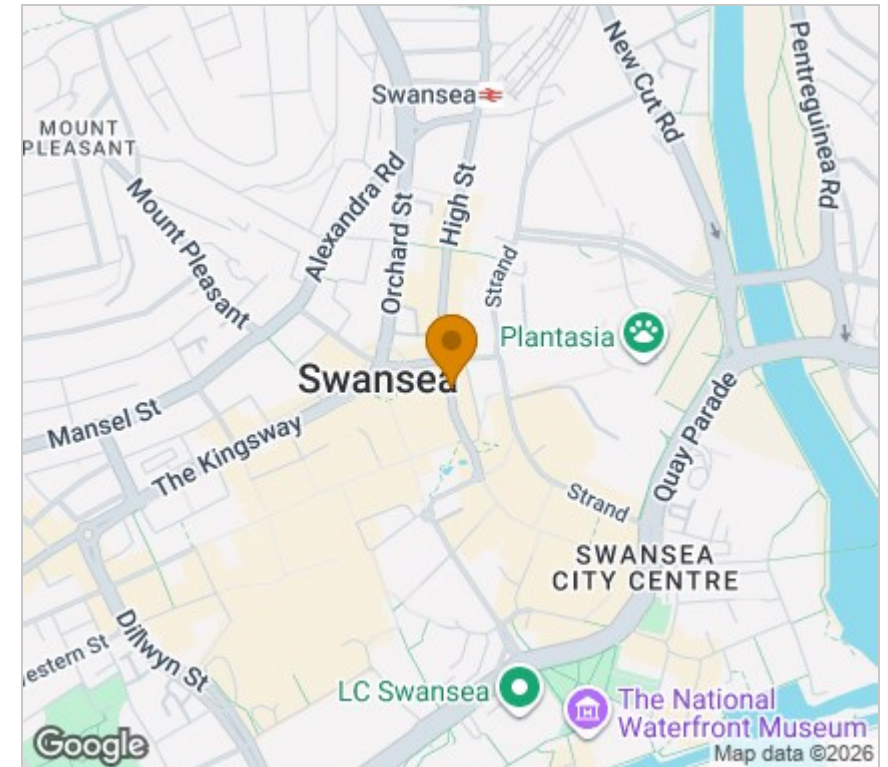 Swansea
MOUNT
PLEASANT
New Cut Rd
Pentreguinea Rd
Alexandra Rd
High St
Mount Pleasant
Orchard St
Strand
Plantasia
Swansea
Mansel St
The Kingsway
Quay Parade
Strand
SWANSEA
CITY CENTRE
Dillwyn St
estern St
LC Swansea
The National
Waterfront Museum
Google
Map data ©2026